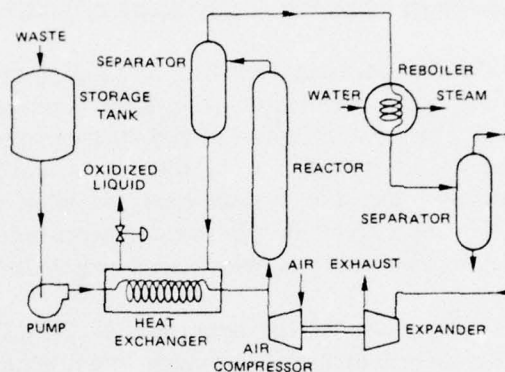 WASTE
STORAGE
TANK
SEPARATOR
REBOILER
WATER
STEAM
OXIDIZED
LIQUID
REACTOR
SEPARATOR
AIR
EXHAUST
PUMP
HEAT
EXCHANGER
AIR
COMPRESSOR
EXPANDER